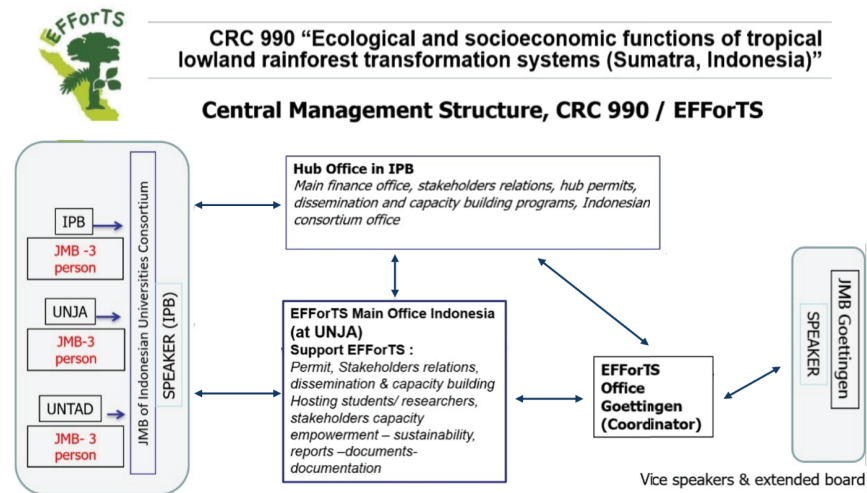 EFForTS
CRC 990 “Ecological and socioeconomic functions of tropical
lowland rainforest transformation systems (Sumatra, Indonesia)”
Central Management Structure, CRC 990 / EFForTS
IPB
JMB -3
person
UNJA
JMB-3
person
UNTAD
JMB- 3
person
JMB of Indonesian Universities Consortium
SPEAKER (IPB)
Hub Office in IPB
Main finance office, stakeholders relations, hub permits,
dissemination and capacity building programs, Indonesian
consortium office
EFForTS Main Office Indonesia
(at UNJA)
Support EFForTS :
Permit, Stakeholders relations,
dissemination & capacity building
Hosting students/ researchers,
stakeholders capacity
empowerment – sustainability,
reports –documents-
documentation
EFForTS
Office
Goettingen
(Coordinator)
JMB Goettingen
SPEAKER
Vice speakers & extended board